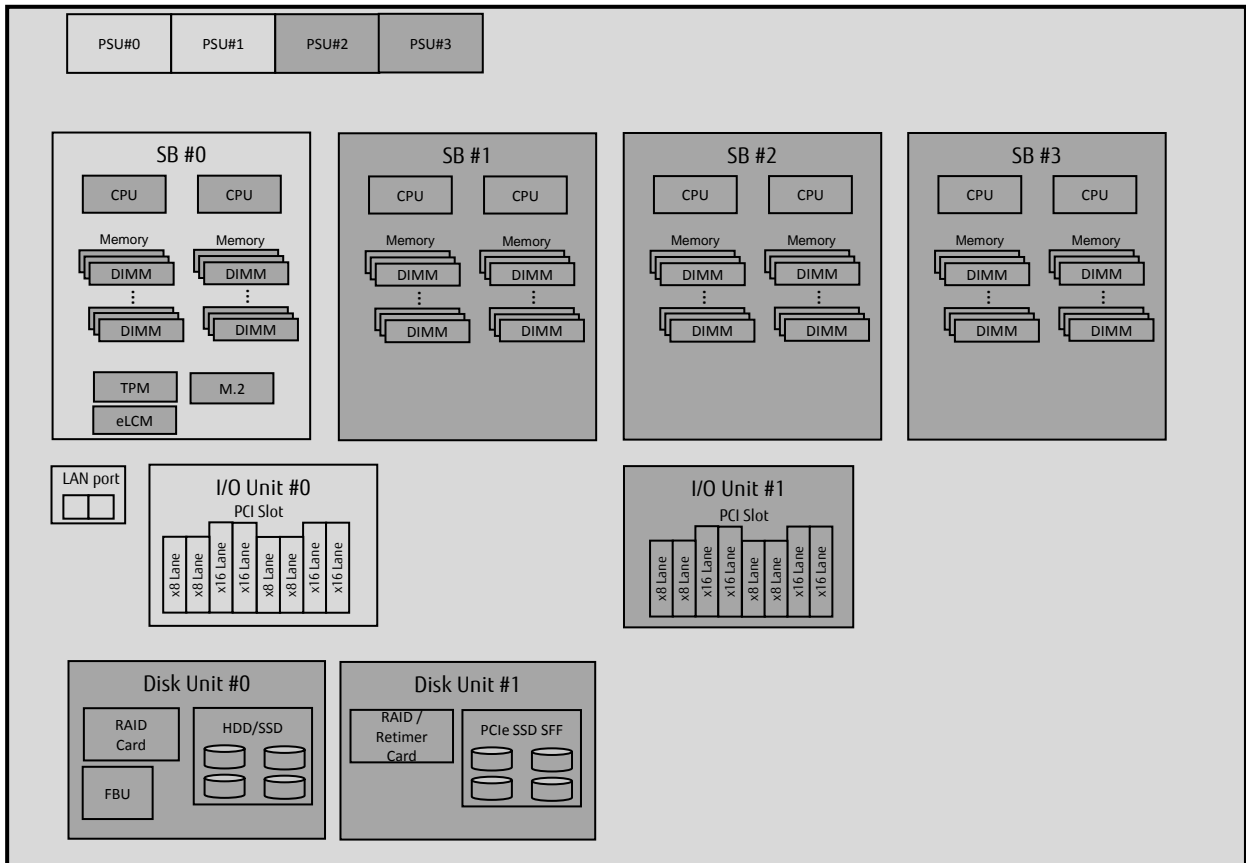 PSU#0 PSU#1 PSU#2 PSU#3
SB #0 SB #1 SB #2 SB #3
CPU CPU CPU CPU CPU CPU CPU CPU
Memory Memory Memory Memory Memory Memory Memory Memory
DIMM DIMM DIMM DIMM DIMM DIMM DIMM DIMM
DIMM DIMM DIMM DIMM DIMM DIMM DIMM DIMM
TPM M.2
eLCM
LAN port
I/O Unit #0
PCI Slot
x8 Lane x8 Lane x16 Lane x16 Lane x8 Lane x8 Lane x16 Lane x16 Lane
I/O Unit #1
PCI Slot
x8 Lane x8 Lane x16 Lane x16 Lane x8 Lane x8 Lane x16 Lane x16 Lane
Disk Unit #0
RAID
Card
HDD/SSD
FBU
Disk Unit #1
RAID /
Retimer
Card
PCIe SSD SFF